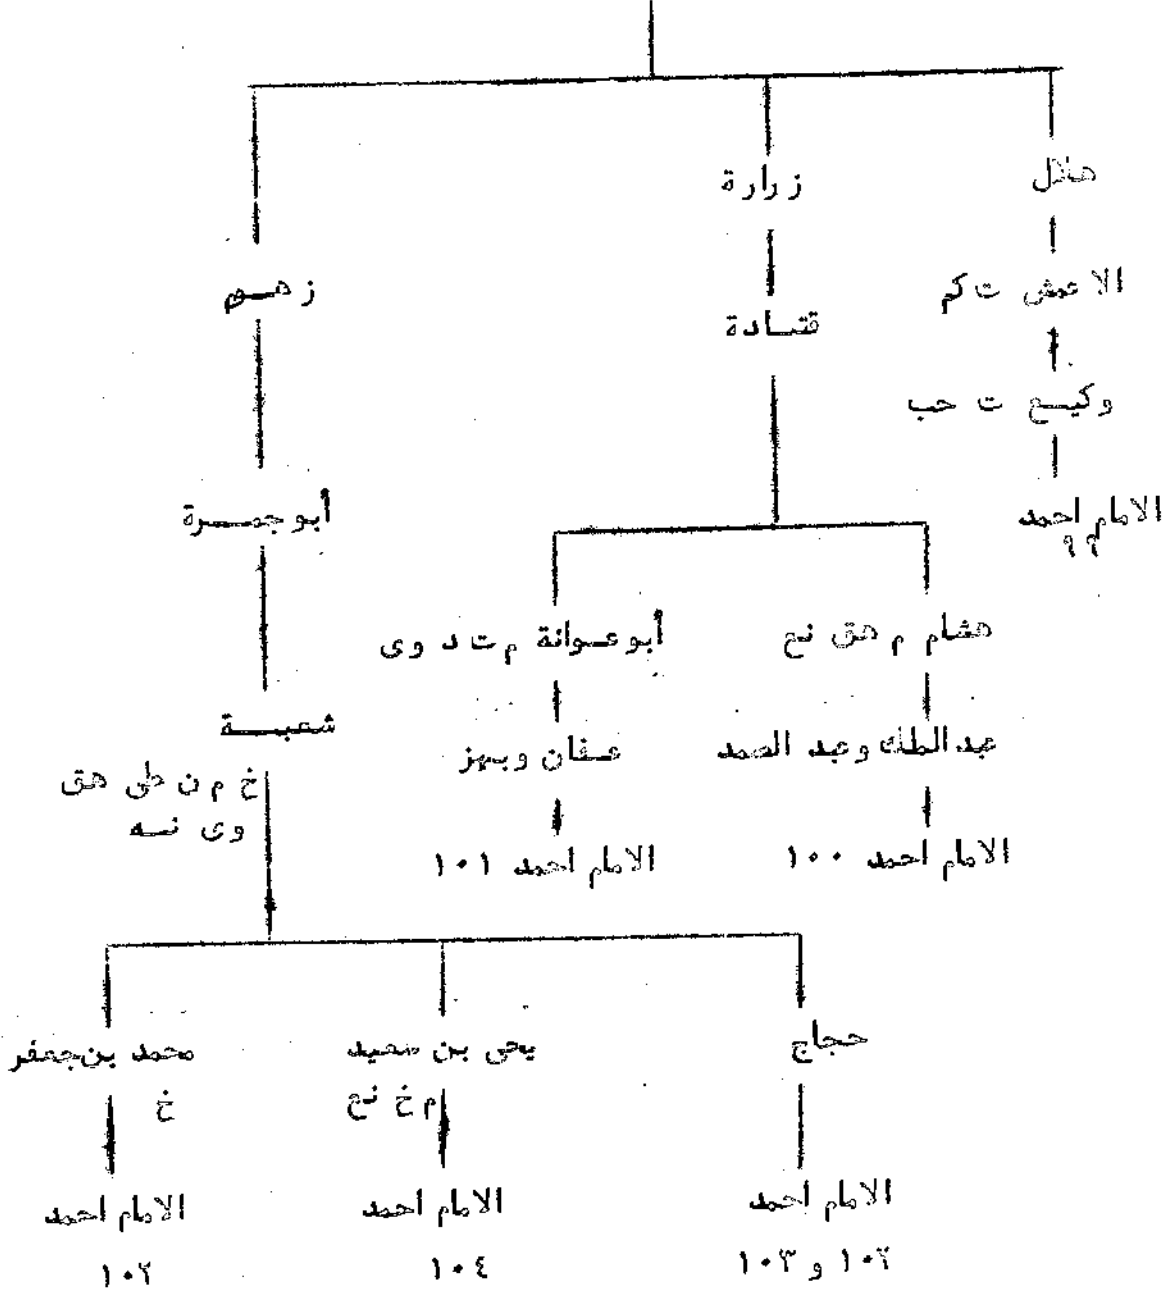 هلال
الاعمش ت كم
وكيع ت حب
الامام احمد
٩٩
زرارة
قتادة
هشام م هق نح
عبد الملك وعبد الصمد
الامام احمد ١٠٠
أبو عوانة م ت د وى
عفان وبهز
الامام احمد ١٠١
زهدم
أبو جمرة
شعبة
خ م ن طى هق
وى نسه
حجاج
الامام احمد
١٠٢ و ١٠٣
يحى بن سعيد
م خ نح
الامام احمد
١٠٤
محمد بن جعفر
خ
الامام احمد
١٠٢